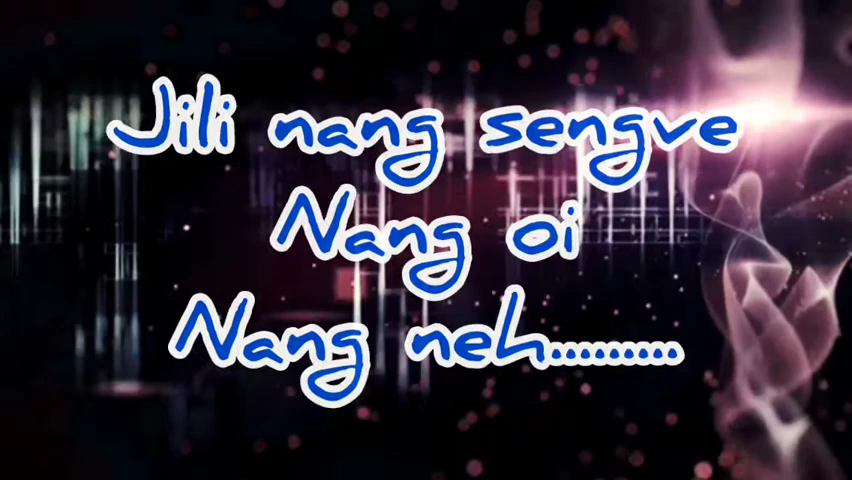 Jili nang sengve
Nang oi
Nang neh.........